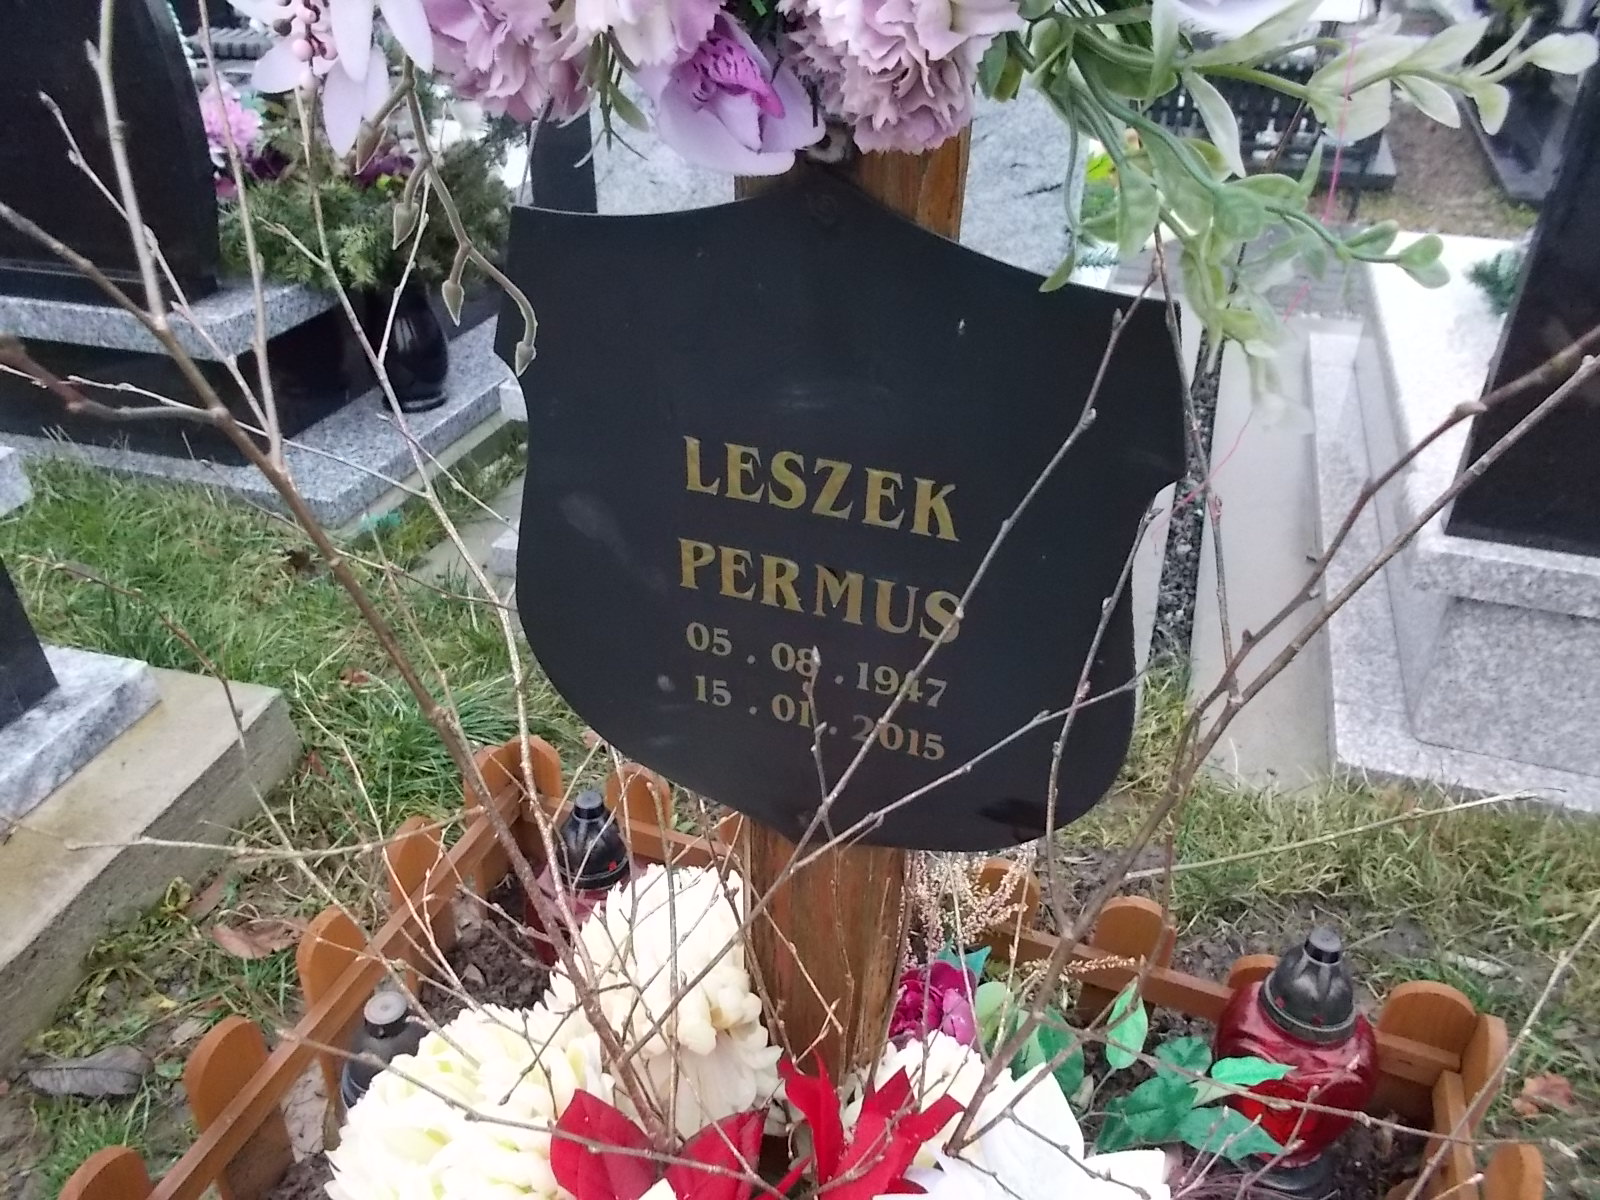 LESZEK
PERMUS
05 . 08 . 1947
15 . 01 . 2015